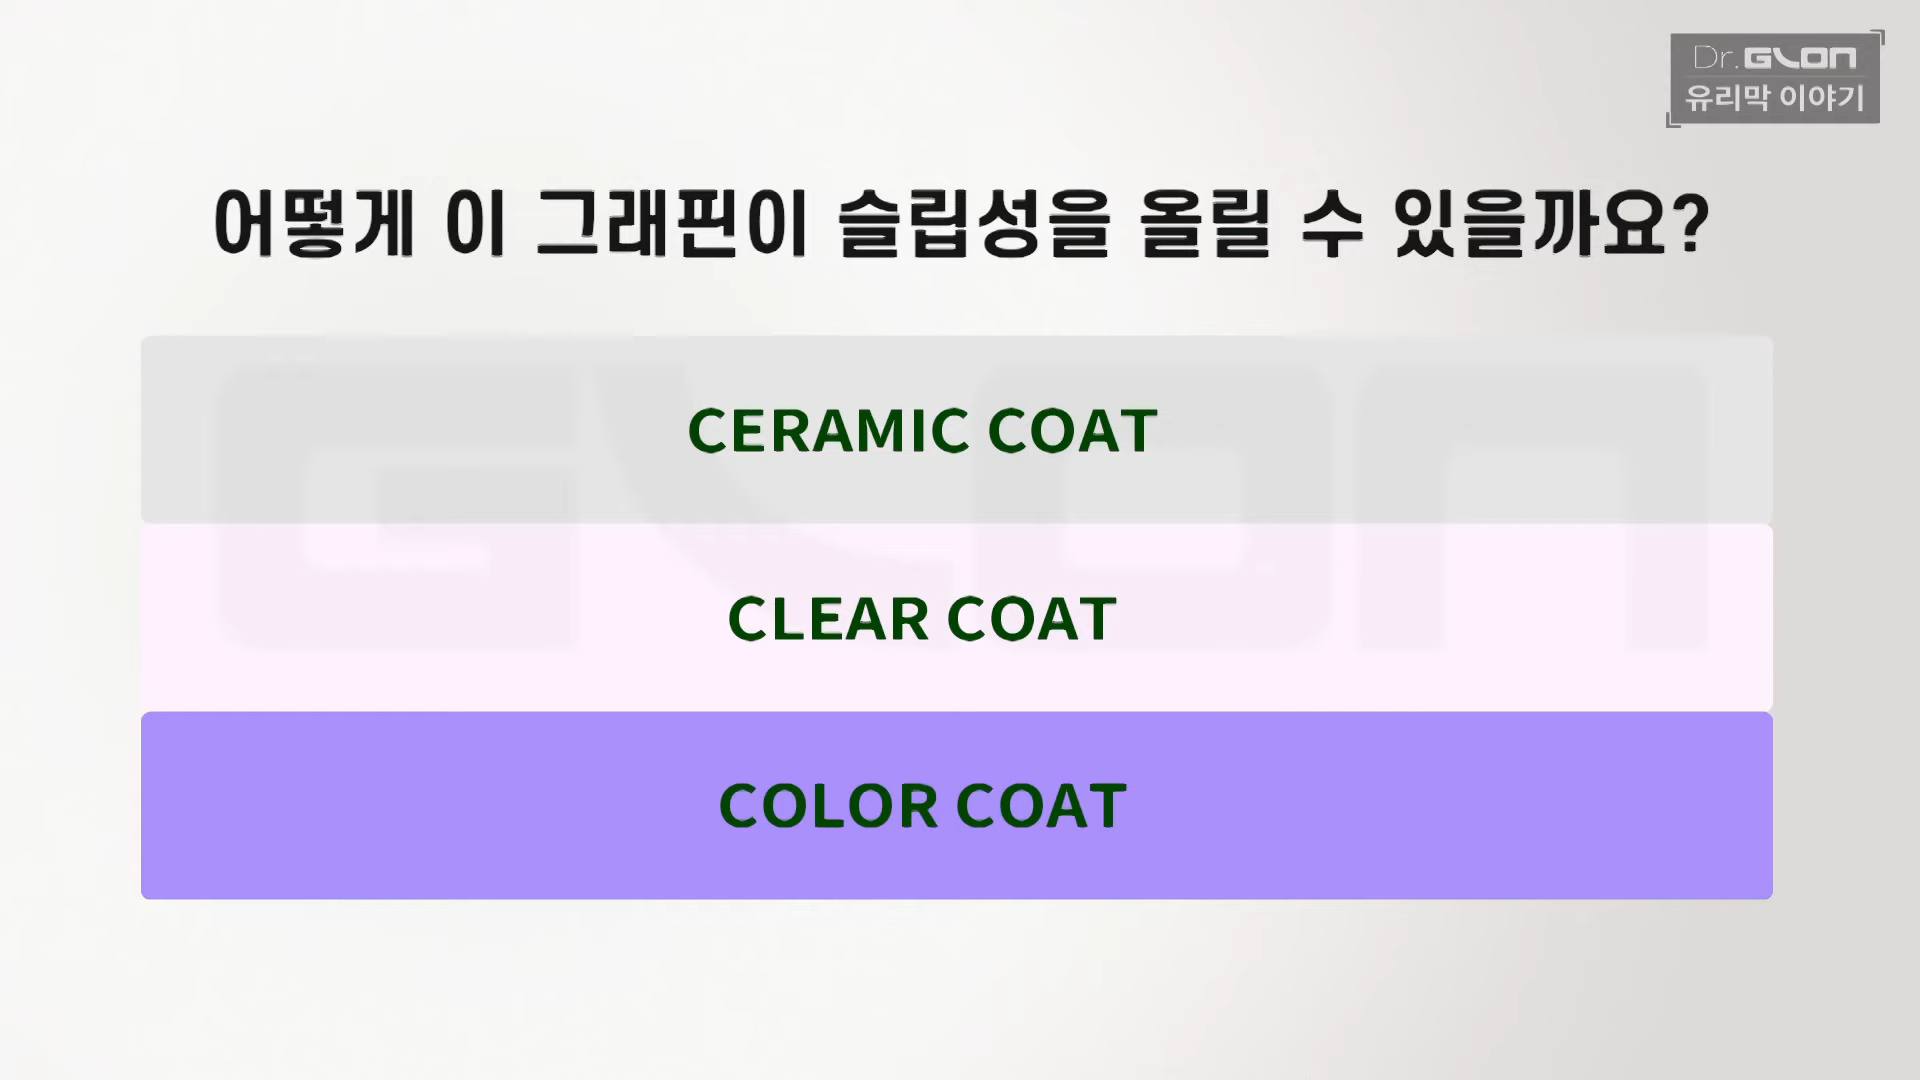 Dr.GLON
유리막 이야기
어떻게 이 그래핀이 슬립성을 올릴 수 있을까요?
CERAMIC COAT
CLEAR COAT
COLOR COAT
GLON